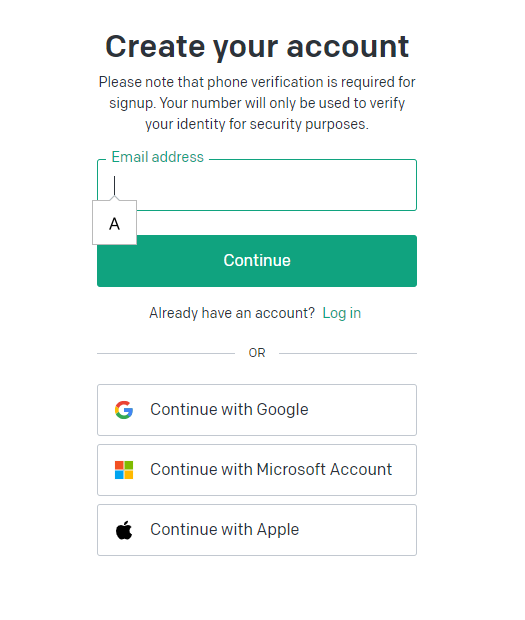 Create your account
Please note that phone verification is required for
signup. Your number will only be used to verify
your identity for security purposes.
Email address
A
Continue
Already have an account? Log in
OR
Continue with Google
Continue with Microsoft Account
Continue with Apple